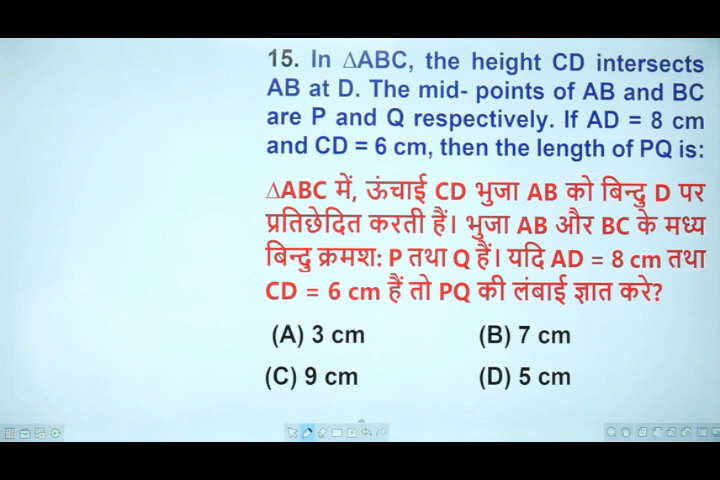 15. In ∆ABC, the height CD intersects
AB at D. The mid- points of AB and BC
are P and Q respectively. If AD = 8 cm
and CD = 6 cm, then the length of PQ is:
∆ABC में, ऊंचाई CD भुजा AB को बिन्दु D पर
प्रतिछेदित करती हैं। भुजा AB और BC के मध्य
बिन्दु क्रमश: P तथा Q हैं। यदि AD = 8 cm तथा
CD = 6 cm हैं तो PQ की लंबाई ज्ञात करे?
(A) 3 cm (B) 7 cm
(C) 9 cm (D) 5 cm